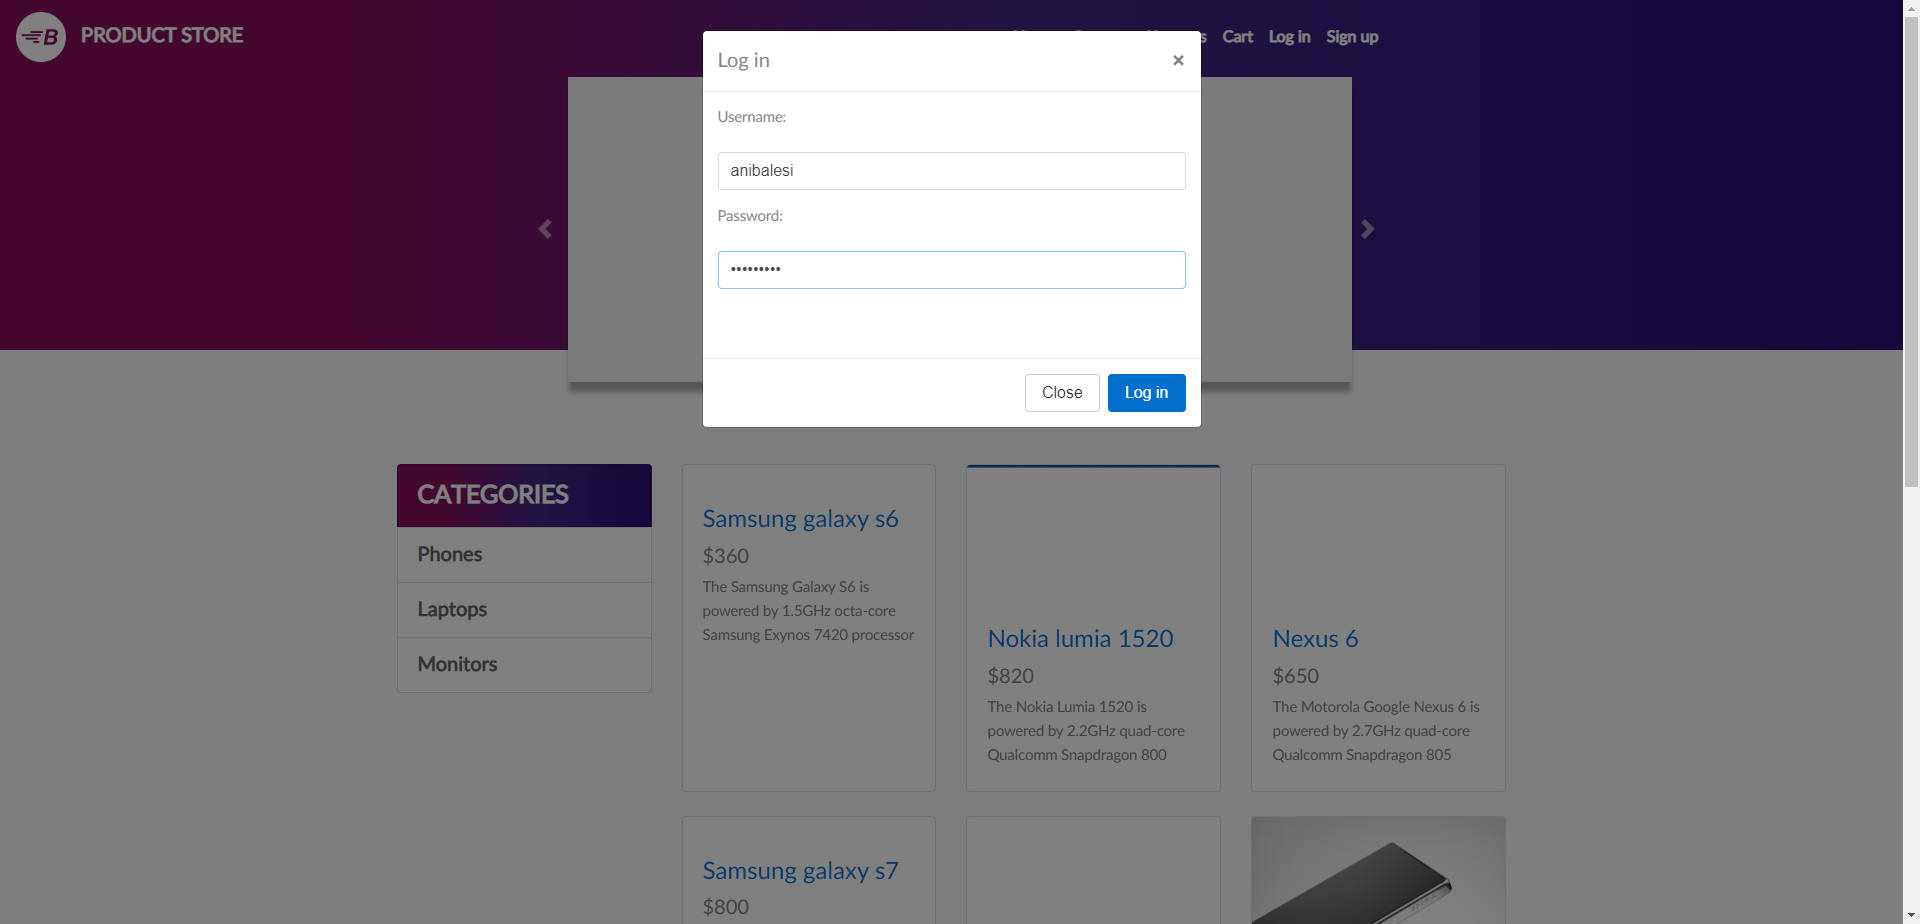 B
PRODUCT STORE
Cart
Log in
Sign up
Log in
×
Username:
anibalesi
Password:
•••••••••
Close
Log in
CATEGORIES
Phones
Laptops
Monitors
Samsung galaxy s6
$360
The Samsung Galaxy S6 is
powered by 1.5GHz octa-core
Samsung Exynos 7420 processor
Nokia lumia 1520
$820
The Nokia Lumia 1520 is
powered by 2.2GHz quad-core
Qualcomm Snapdragon 800
Nexus 6
$650
The Motorola Google Nexus 6 is
powered by 2.7GHz quad-core
Qualcomm Snapdragon 805
Samsung galaxy s7
$800
XPERIA